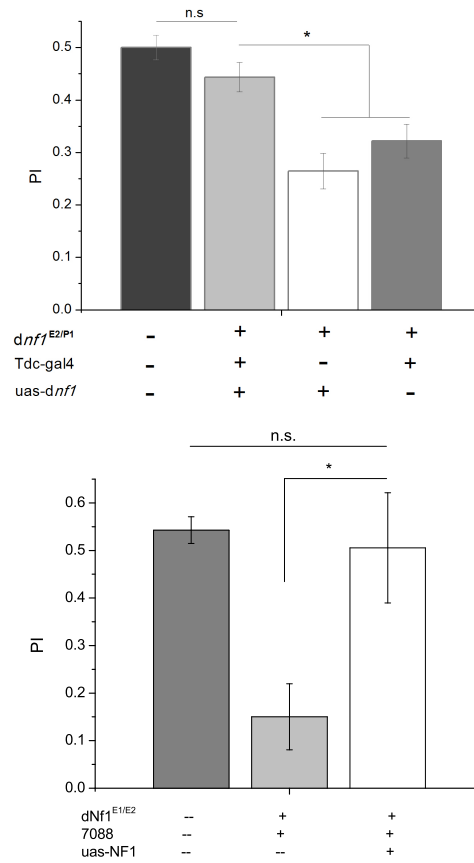 n.s
*
0.5
0.4
0.3
0.2
0.1
0.0
PI
dnf1E2/P1 - + + +
Tdc-gal4 - + - +
uas-dnf1 - + + -
n.s.
*
0.6
0.5
0.4
0.3
0.2
0.1
0.0
PI
dNf1E1/E2 -- + +
7088 -- + +
uas-NF1 -- -- +